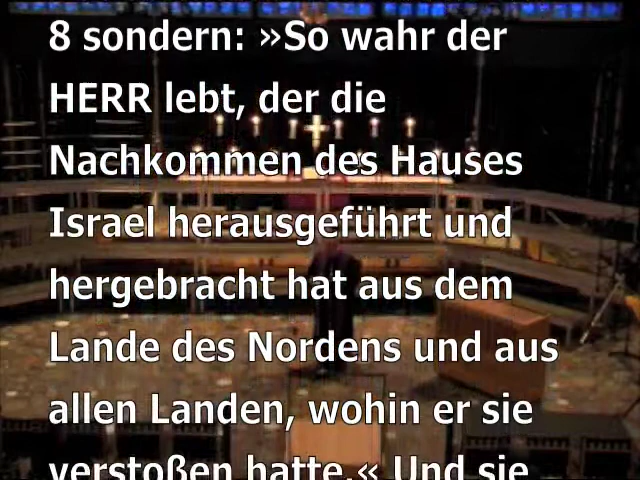 8 sondern: »So wahr der
HERR lebt, der die
Nachkommen des Hauses
Israel herausgeführt und
hergebracht hat aus dem
Lande des Nordens und aus
allen Landen, wohin er sie
verstoßen hatte.« Und sie